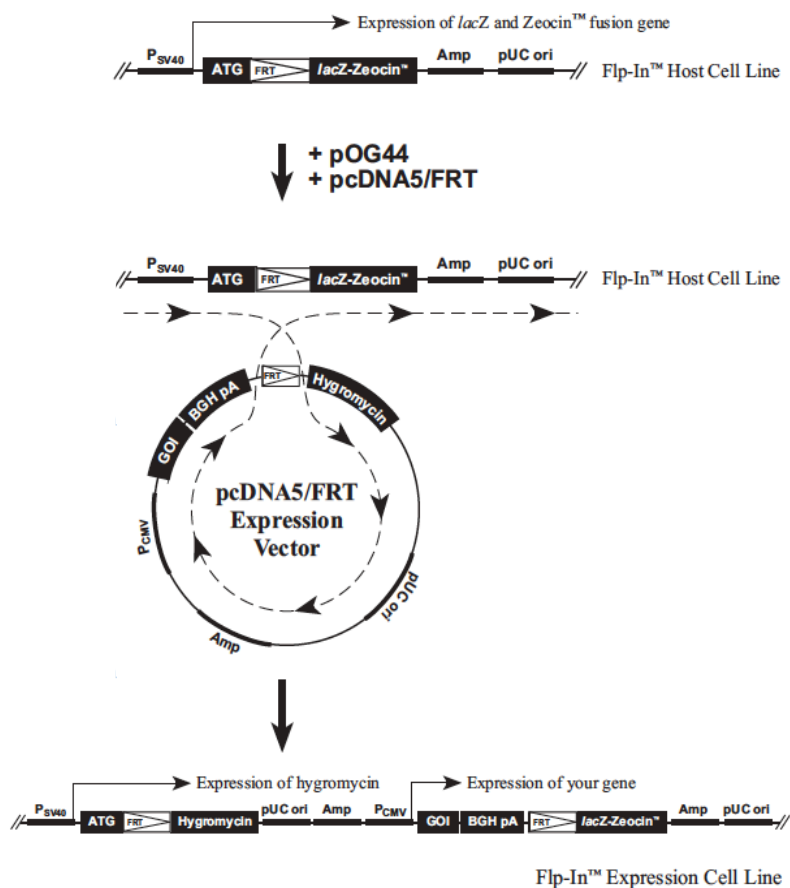 Expression of lacZ and Zeocin™ fusion gene
PSV40
ATG
FRT
lacZ-Zeocin™
Amp
pUC ori
Flp-In™ Host Cell Line
+ pOG44
+ pcDNA5/FRT
PSV40
ATG
FRT
lacZ-Zeocin™
Amp
pUC ori
Flp-In™ Host Cell Line
FRT
Hygromycin
BGH pA
GOI
pcDNA5/FRT
Expression
Vector
PCMV
pUC ori
Amp
Expression of hygromycin
Expression of your gene
PSV40
ATG
FRT
Hygromycin
pUC ori
Amp
PCMV
GOI
BGH pA
FRT
lacZ-Zeocin™
Amp
pUC ori
Flp-In™ Expression Cell Line